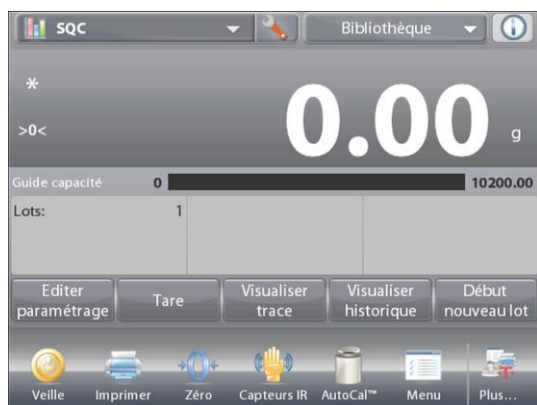 SQC Bibliothèque
*
>0<
0.00 g
Guide capacité 0 10200.00
Lots: 1
Editer paramétrage Tare Visualiser trace Visualiser historique Début nouveau lot
Veille Imprimer Zéro Capteurs IR AutoCal™ Menu Plus...